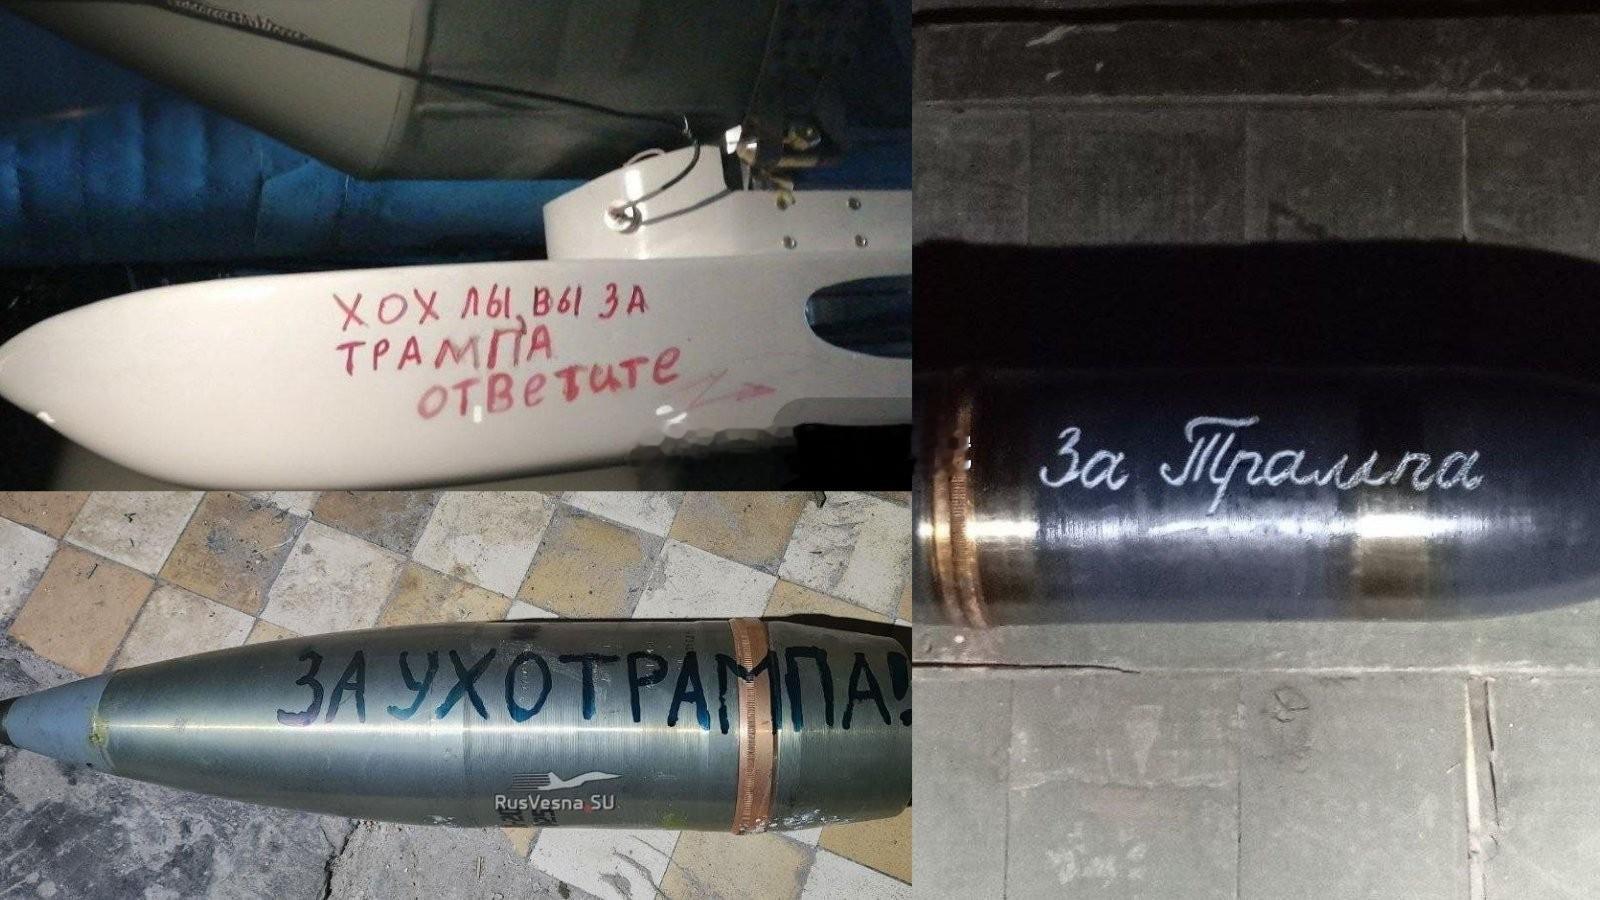 ХОХЛЫ, ВЫ ЗА
ТРАМПА
ответите
ЗА УХО ТРАМПА!
RusVesna.SU
За Трампа